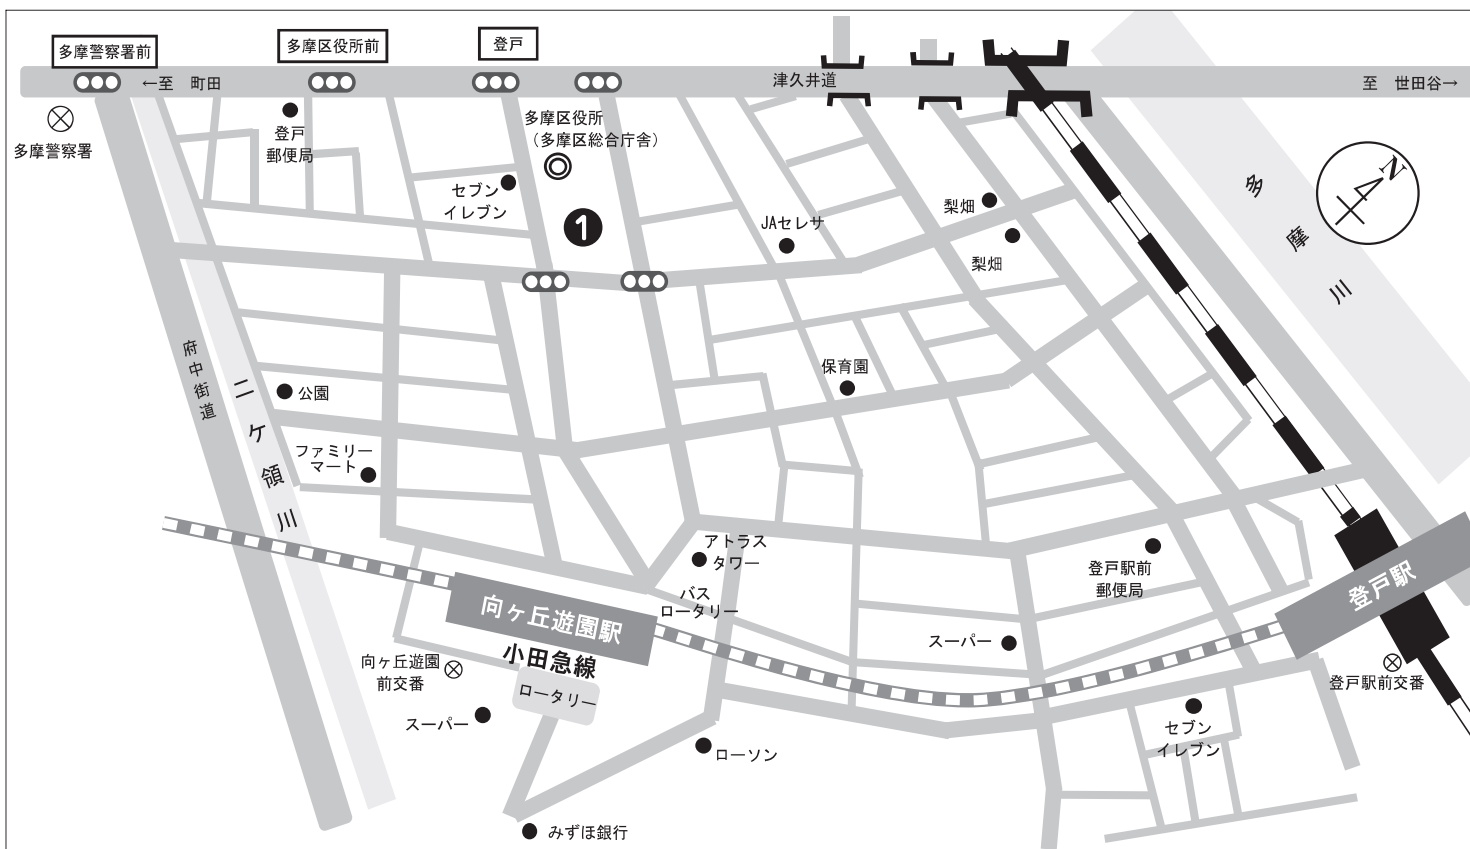 多摩警察署前
多摩区役所前
登戸
←至 町田
津久井道
至 世田谷→
多摩警察署
登戸
郵便局
多摩区役所
(多摩区総合庁舎)
セブン
イレブン
1
JAセレサ
梨畑
梨畑
多摩川
N
府中街道
二ケ領川
公園
保育園
ファミリー
マート
アトラス
タワー
バス
ロータリー
登戸駅前
郵便局
登戸駅
向ヶ丘遊園駅
小田急線
スーパー
向ヶ丘遊園
前交番
ロータリー
登戸駅前交番
スーパー
セブン
イレブン
ローソン
みずほ銀行